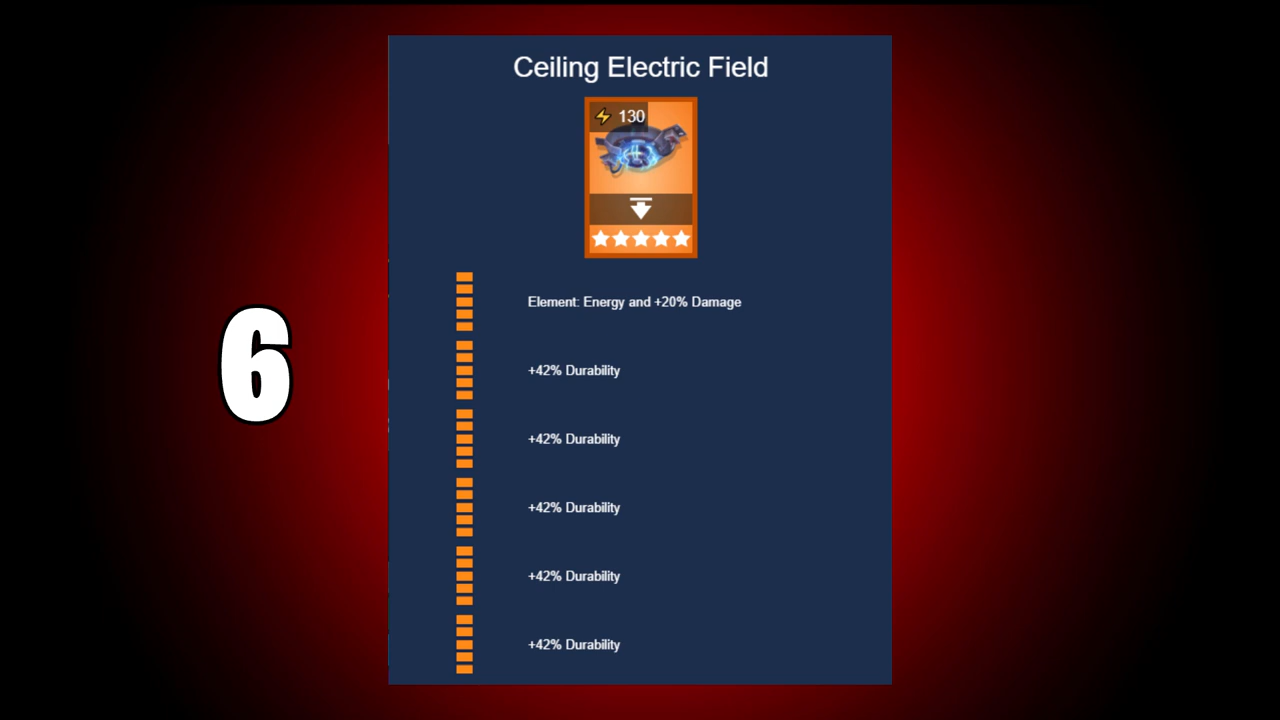 Ceiling Electric Field
130
6
Element: Energy and +20% Damage
+42% Durability
+42% Durability
+42% Durability
+42% Durability
+42% Durability